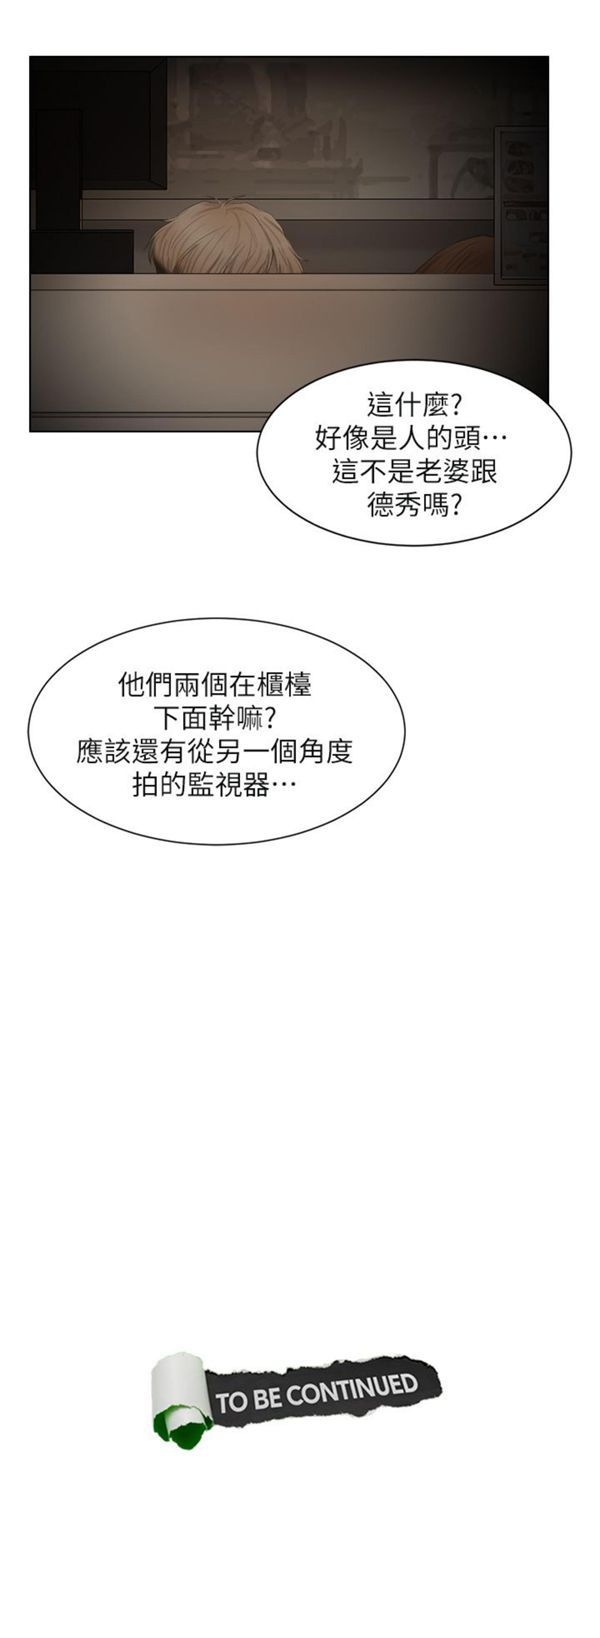 這什麼?
好像是人的頭⋯
這不是老婆跟
德秀嗎?
他們兩個在櫃檯
下面幹嘛?
應該還有從另一個角度
拍的監視器⋯
TO BE CONTINUED